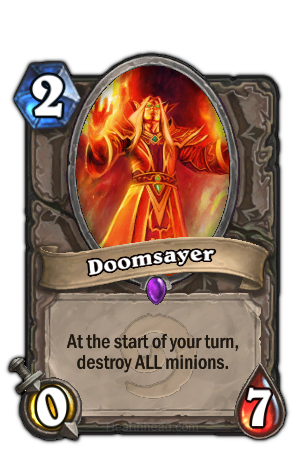 2
Doomsayer
At the start of your turn,
destroy ALL minions.
0
7